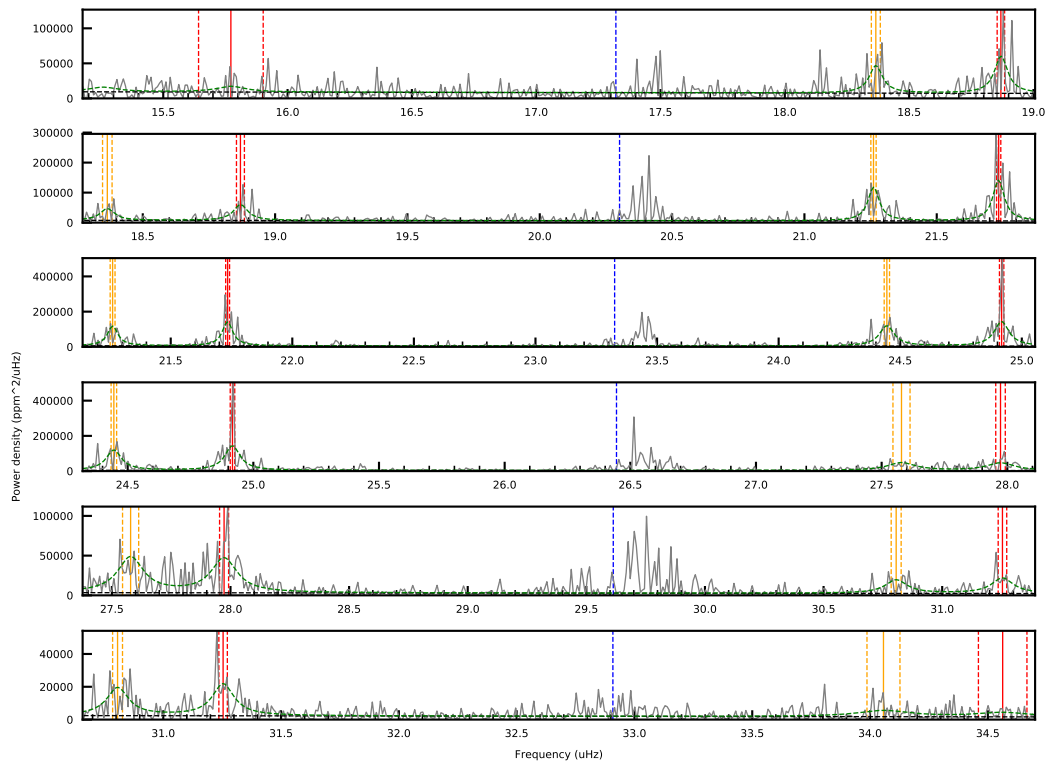 100000
50000
0
15.5 16.0 16.5 17.0 17.5 18.0 18.5 19.0
300000
200000
100000
0
18.5 19.0 19.5 20.0 20.5 21.0 21.5
400000
200000
0
21.5 22.0 22.5 23.0 23.5 24.0 24.5 25.0
Power density (ppm^2/uHz)
400000
200000
0
24.5 25.0 25.5 26.0 26.5 27.0 27.5 28.0
100000
50000
0
27.5 28.0 28.5 29.0 29.5 30.0 30.5 31.0
40000
20000
0
31.0 31.5 32.0 32.5 33.0 33.5 34.0 34.5
Frequency (uHz)